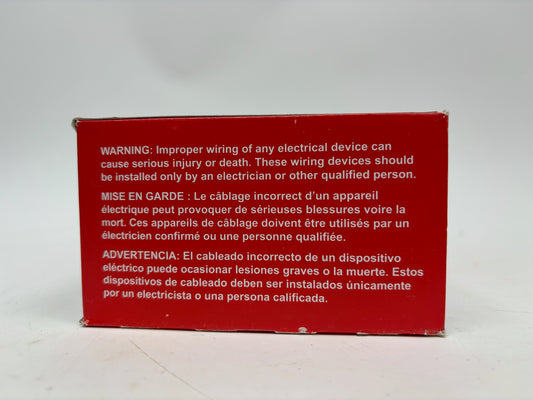 WARNING: Improper wiring of any electrical device can
cause serious injury or death. These wiring devices should
be installed only by an electrician or other qualified person.
MISE EN GARDE : Le câblage incorrect d'un appareil
électrique peut provoquer de sérieuses blessures voire la
mort. Ces appareils de câblage doivent être utilisés par un
électricien confirmé ou une personne qualifiée.
ADVERTENCIA: El cableado incorrecto de un dispositivo
eléctrico puede ocasionar lesiones graves o la muerte. Estos
dispositivos de cableado deben ser instalados únicamente
por un electricista o una persona calificada.